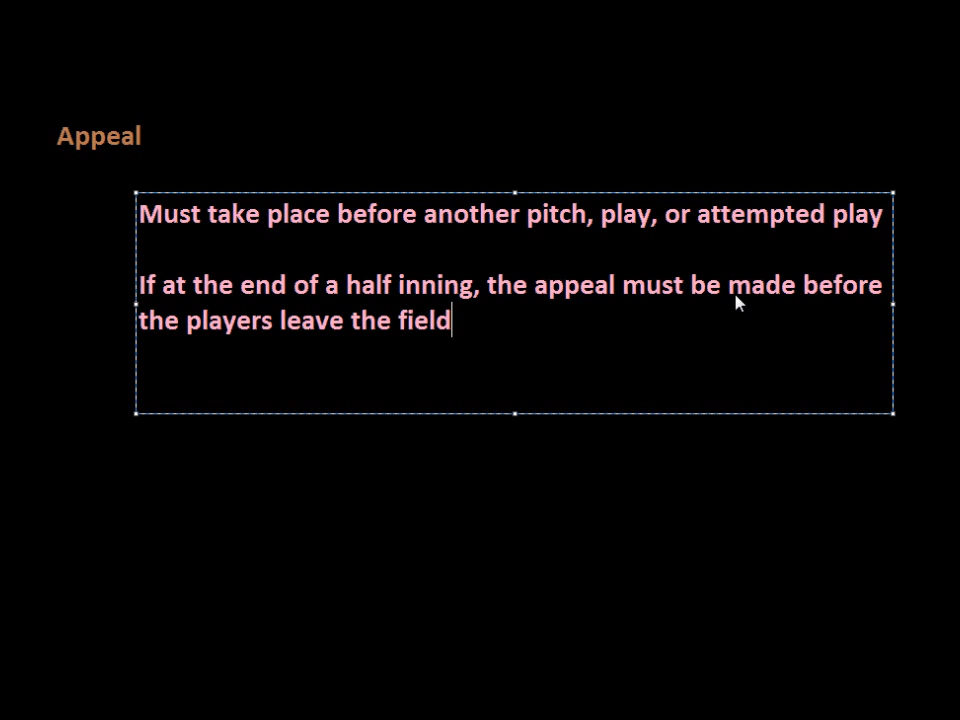 Appeal
Must take place before another pitch, play, or attempted play
If at the end of a half inning, the appeal must be made before
the players leave the field